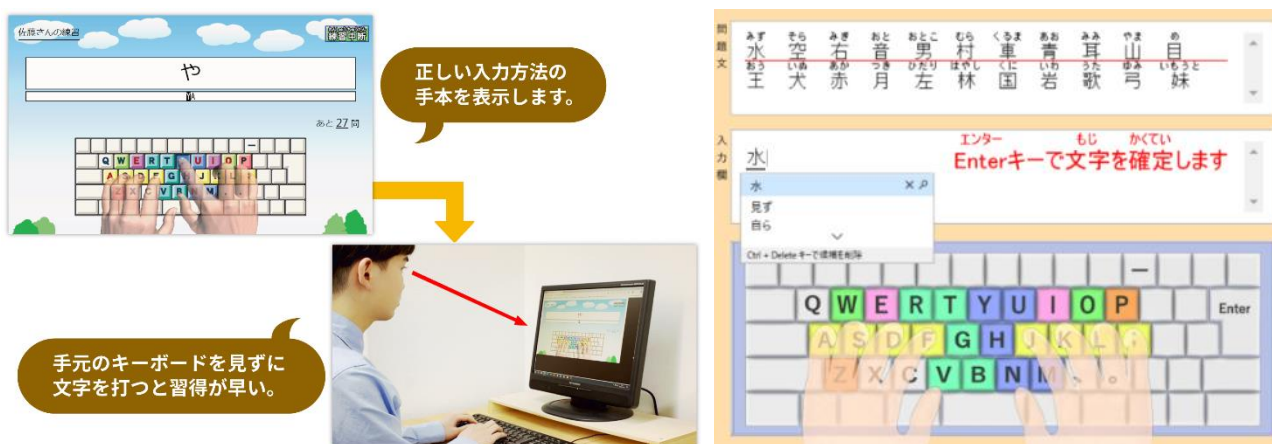 佐藤さんの練習
練習中断
や
あと 27 問
Q W E R T Y U I O P
A S D F G H J K L ;
Z X C V B N M 、 。
正しい入力方法の
手本を表示します。
手元のキーボードを見ずに
文字を打つと習得が早い。
問題文
みず そら みぎ おと おとこ むら くるま あお みみ やま め
水 空 右 音 男 村 車 青 耳 山 目
おう いぬ あか つき ひだり はやし くに いわ うた ゆみ いもうと
王 犬 赤 月 左 林 国 岩 歌 弓 妹
入力欄
水
エンター もじ かくてい
Enterキーで文字を確定します
水
見ず
自ら
Ctrl + Delete キーで候補を削除
Q W E R T Y U I O P
Enter
A S D F G H J K L ;
Z X C V B N M 、 。